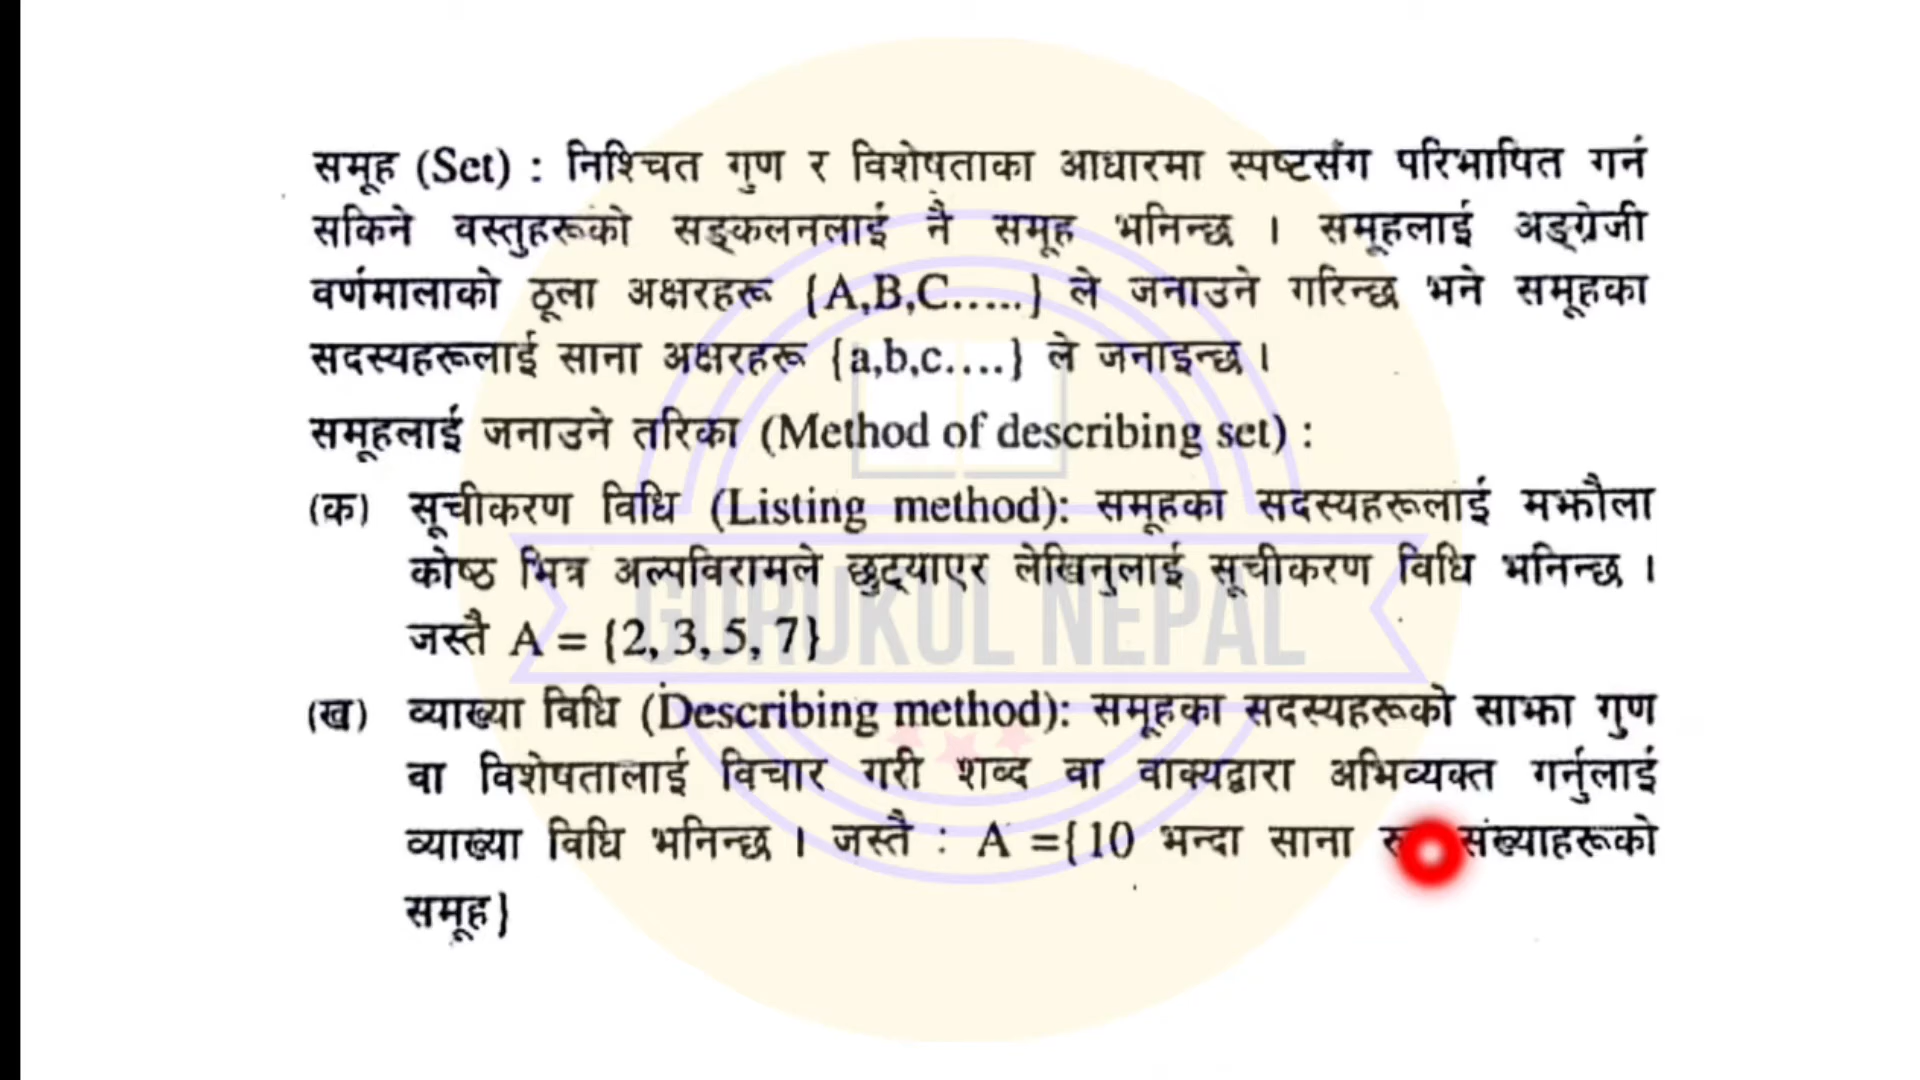 समूह (Set) : निश्चित गुण र विशेषताका आधारमा स्पष्टसँग परिभाषित गर्न
सकिने वस्तुहरूको सङ्कलनलाई नै समूह भनिन्छ । समूहलाई अङ्ग्रेजी
वर्णमालाको ठूला अक्षरहरू {A,B,C.....} ले जनाउने गरिन्छ भने समूहका
सदस्यहरूलाई साना अक्षरहरू {a,b,c....} ले जनाइन्छ ।
समूहलाई जनाउने तरिका (Method of describing set) :
(क) सूचीकरण विधि (Listing method): समूहका सदस्यहरूलाई मझौला
कोष्ठ भित्र अल्पविरामले छुट्याएर लेखिनुलाई सूचीकरण विधि भनिन्छ ।
जस्तै A = {2, 3, 5, 7}
GURUKUL NEPAL
(ख) व्याख्या विधि (Describing method): समूहका सदस्यहरूको साझा गुण
वा विशेषतालाई विचार गरी शब्द वा वाक्यद्वारा अभिव्यक्त गर्नुलाई
व्याख्या विधि भनिन्छ । जस्तै : A ={10 भन्दा साना संख्याहरूको
समूह}